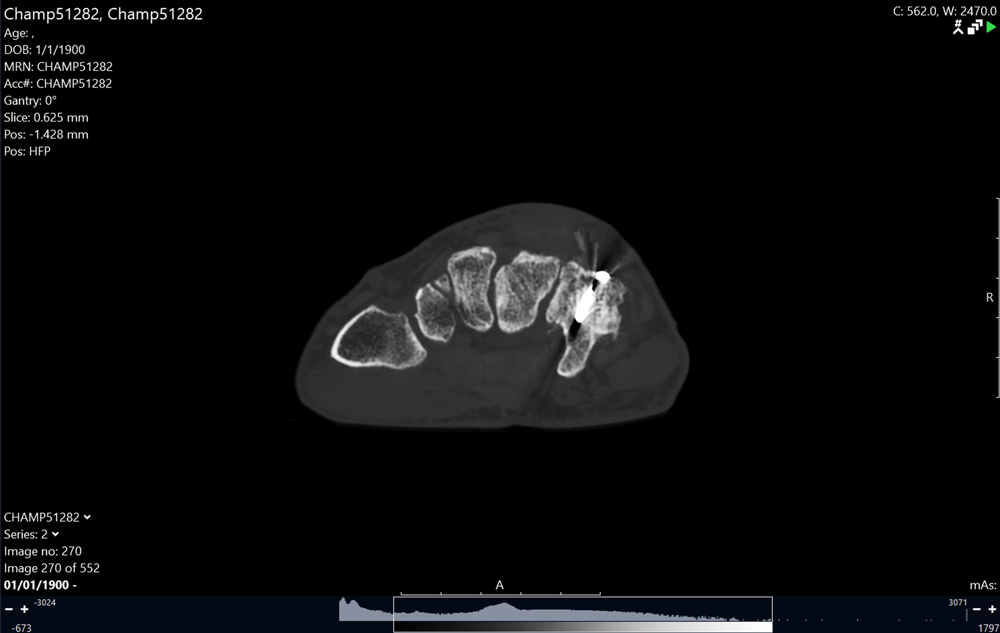 Champ51282, Champ51282
C: 562.0, W: 2470.0
Age: ,
#
DOB: 1/1/1900
MRN: CHAMP51282
Acc#: CHAMP51282
Gantry: 0°
Slice: 0.625 mm
Pos: -1.428 mm
Pos: HFP
R
CHAMP51282
Series: 2
Image no: 270
Image 270 of 552
01/01/1900 -
A
mAs:
-3024
3071
-673
1797